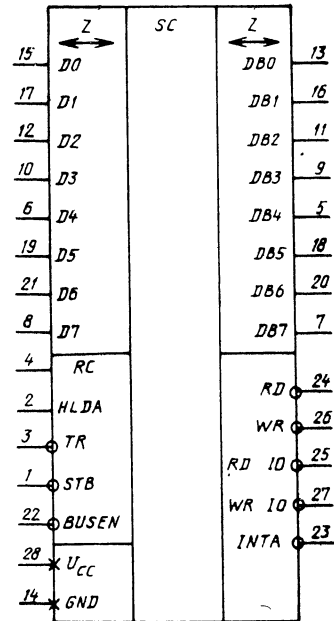 Z SC Z
15 D0 DB0 13
17 D1 DB1 16
12 D2 DB2 11
10 D3 DB3 9
6 D4 DB4 5
19 D5 DB5 18
21 D6 DB6 20
8 D7 DB7 7
4 RC
RD 24
2 HLDA
WR 26
3 TR
RD IO 25
1 STB
WR IO 27
22 BUSEN
INTA 23
28 UCC
14 GND